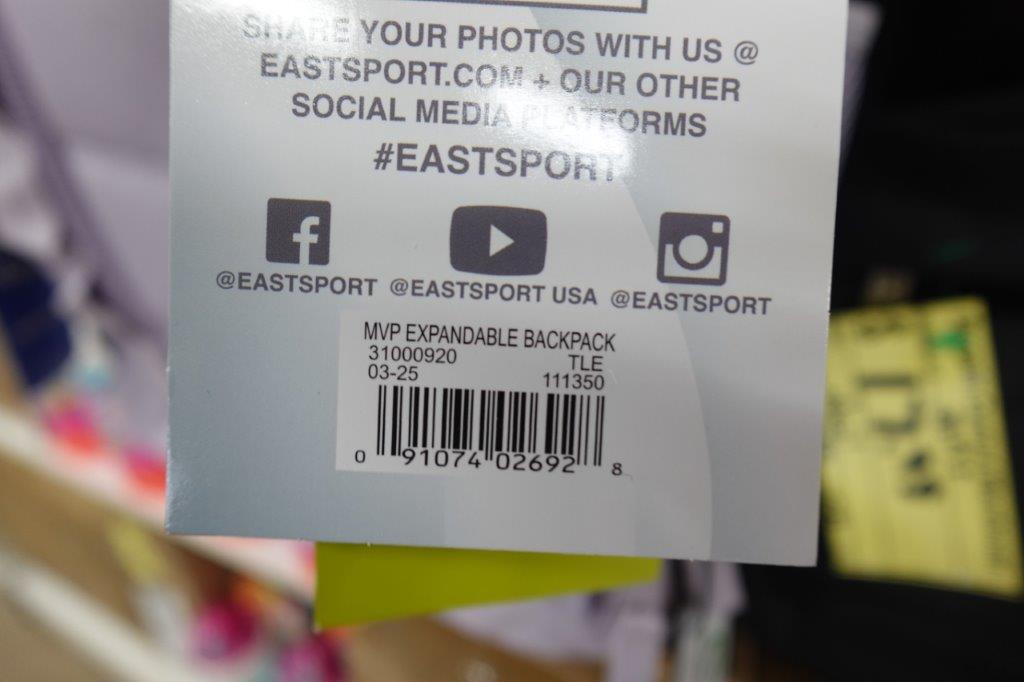 SHARE YOUR PHOTOS WITH US @
EASTSPORT.COM + OUR OTHER
SOCIAL MEDIA PLATFORMS
#EASTSPORT
@EASTSPORT @EASTSPORT USA @EASTSPORT
MVP EXPANDABLE BACKPACK
31000920 TLE
03-25 111350
0 91074 02692 8